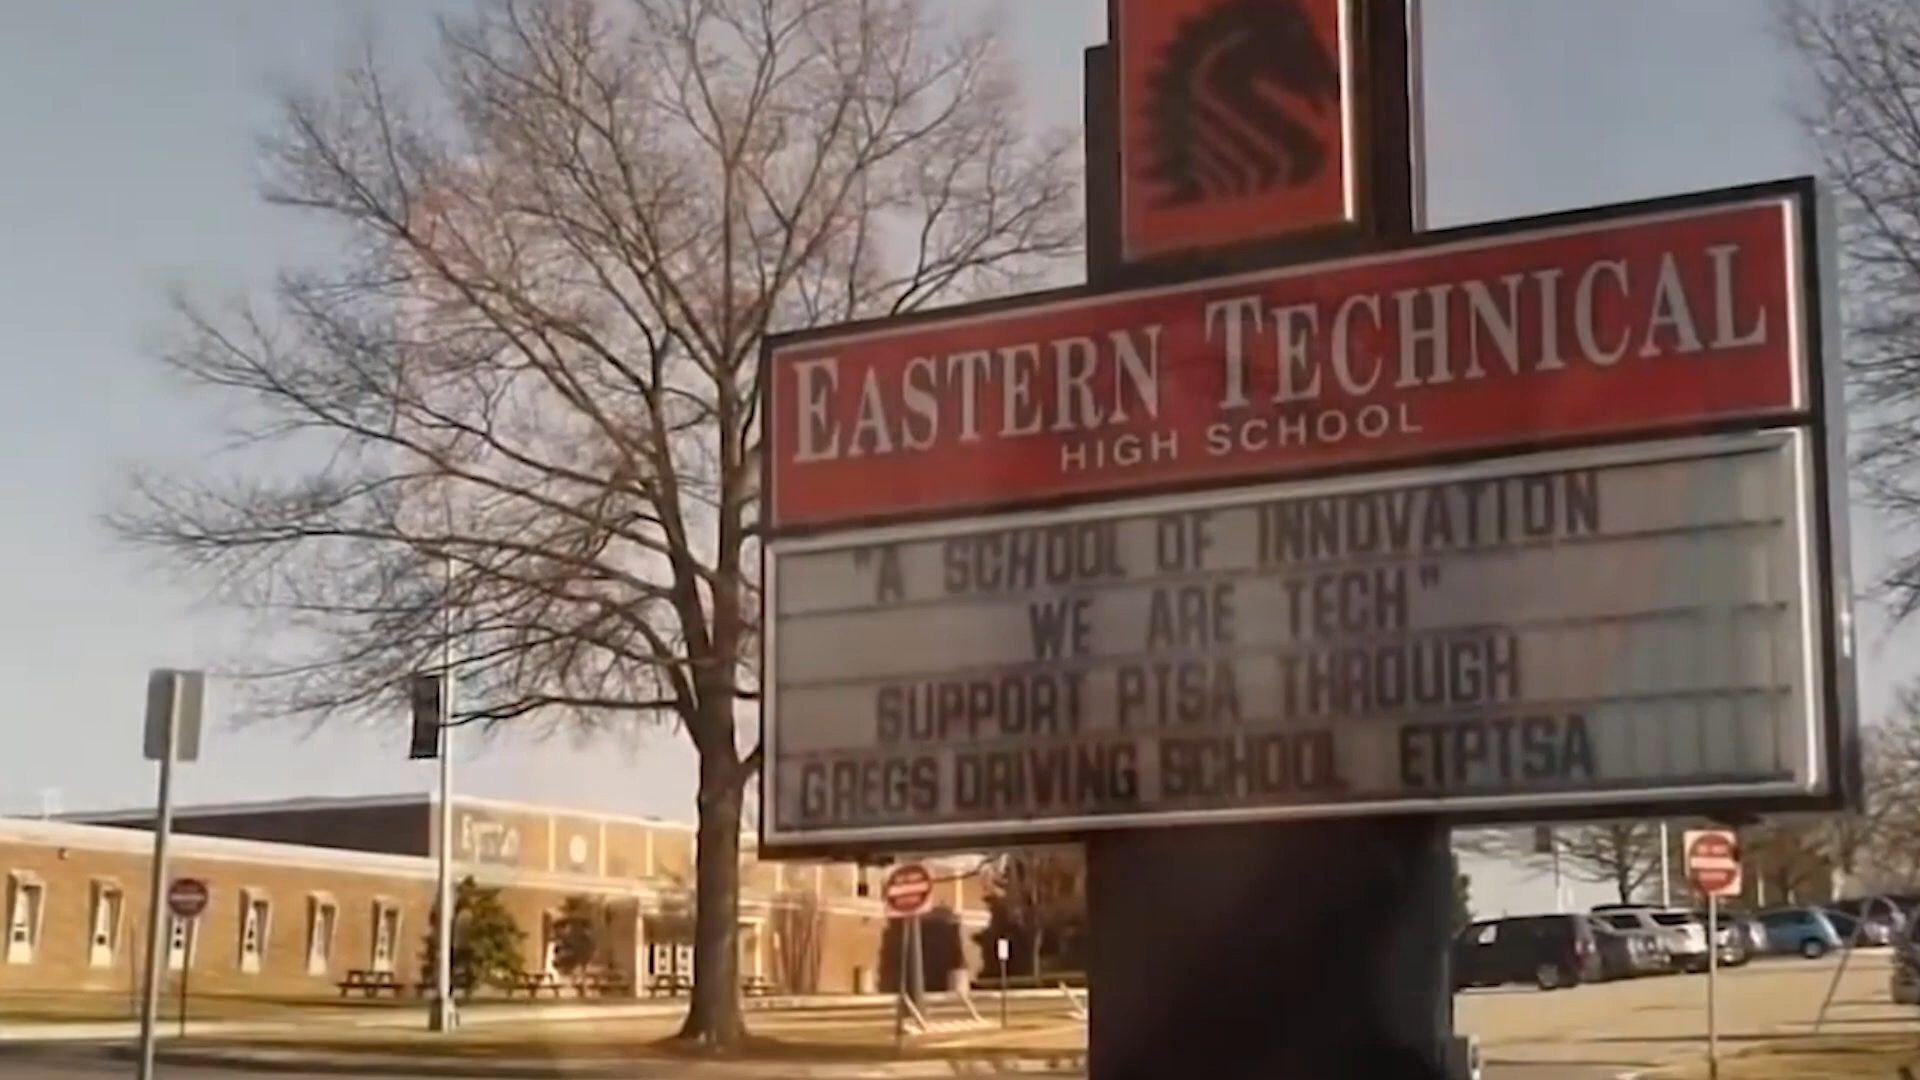 EASTERN TECHNICAL
HIGH SCHOOL
"A SCHOOL OF INNOVATION
WE ARE TECH"
SUPPORT PTSA THROUGH
GREGS DRIVING SCHOOL ETPTSA